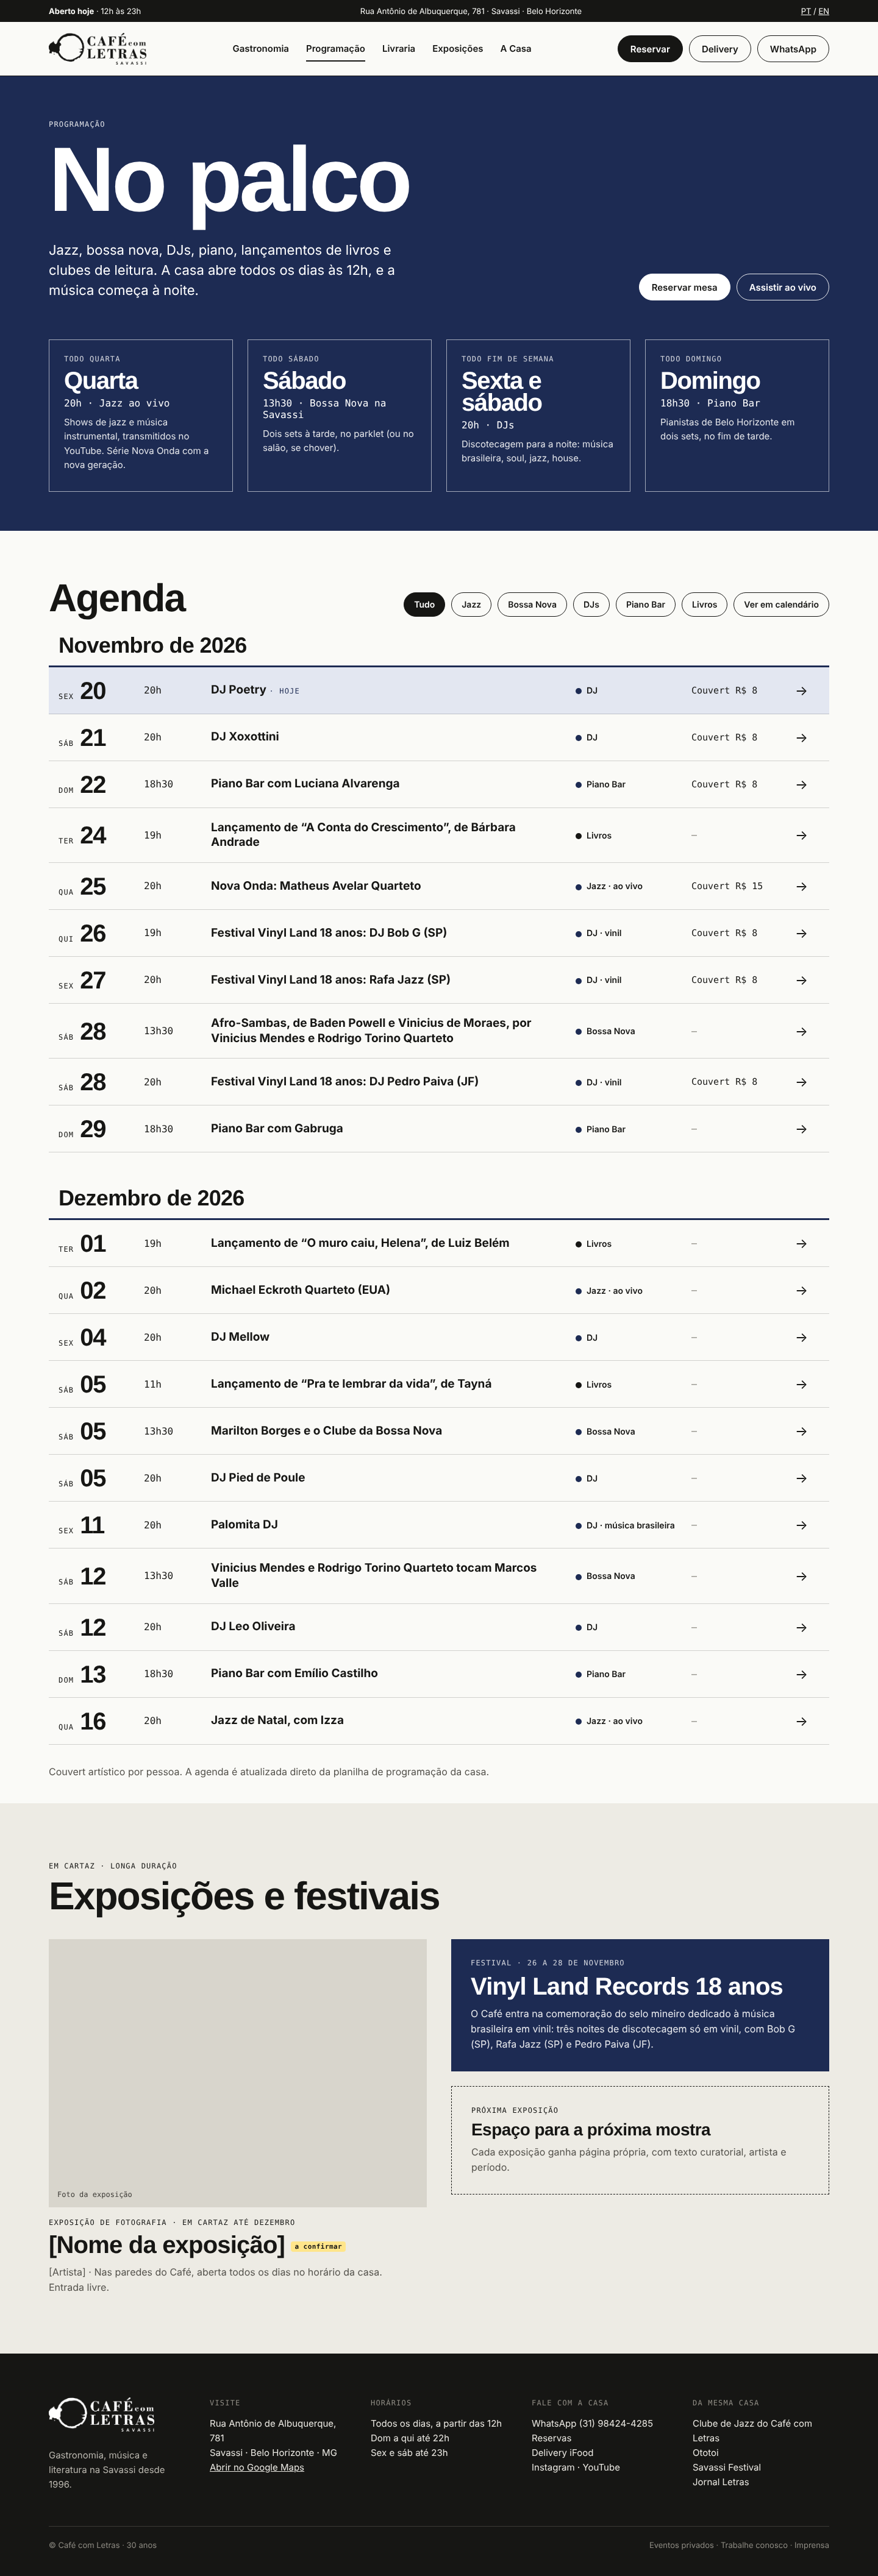 Aberto hoje · 12h às 23h
Rua Antônio de Albuquerque, 781 · Savassi · Belo Horizonte
PT / EN
CAFÉ com
LETRAS
SAVASSI
Gastronomia
Programação
Livraria
Exposições
A Casa
Reservar
Delivery
WhatsApp
PROGRAMAÇÃO
No palco
Jazz, bossa nova, DJs, piano, lançamentos de livros e
clubes de leitura. A casa abre todos os dias às 12h, e a
música começa à noite.
Reservar mesa
Assistir ao vivo
TODO QUARTA
Quarta
20h · Jazz ao vivo
Shows de jazz e música
instrumental, transmitidos no
YouTube. Série Nova Onda com a
nova geração.
TODO SÁBADO
Sábado
13h30 · Bossa Nova na
Savassi
Dois sets à tarde, no parklet (ou no
salão, se chover).
TODO FIM DE SEMANA
Sexta e
sábado
20h · DJs
Discotecagem para a noite: música
brasileira, soul, jazz, house.
TODO DOMINGO
Domingo
18h30 · Piano Bar
Pianistas de Belo Horizonte em
dois sets, no fim de tarde.
Agenda
Tudo
Jazz
Bossa Nova
DJs
Piano Bar
Livros
Ver em calendário
Novembro de 2026
SEX 20 20h DJ Poetry · HOJE DJ Couvert R$ 8 →
SÁB 21 20h DJ Xoxottini DJ Couvert R$ 8 →
DOM 22 18h30 Piano Bar com Luciana Alvarenga Piano Bar Couvert R$ 8 →
TER 24 19h Lançamento de “A Conta do Crescimento”, de Bárbara
Andrade Livros – →
QUA 25 20h Nova Onda: Matheus Avelar Quarteto Jazz · ao vivo Couvert R$ 15 →
QUI 26 19h Festival Vinyl Land 18 anos: DJ Bob G (SP) DJ · vinil Couvert R$ 8 →
SEX 27 20h Festival Vinyl Land 18 anos: Rafa Jazz (SP) DJ · vinil Couvert R$ 8 →
SÁB 28 13h30 Afro-Sambas, de Baden Powell e Vinicius de Moraes, por
Vinicius Mendes e Rodrigo Torino Quarteto Bossa Nova – →
SÁB 28 20h Festival Vinyl Land 18 anos: DJ Pedro Paiva (JF) DJ · vinil Couvert R$ 8 →
DOM 29 18h30 Piano Bar com Gabruga Piano Bar – →
Dezembro de 2026
TER 01 19h Lançamento de “O muro caiu, Helena”, de Luiz Belém Livros – →
QUA 02 20h Michael Eckroth Quarteto (EUA) Jazz · ao vivo – →
SEX 04 20h DJ Mellow DJ – →
SÁB 05 11h Lançamento de “Pra te lembrar da vida”, de Tayná Livros – →
SÁB 05 13h30 Marilton Borges e o Clube da Bossa Nova Bossa Nova – →
SÁB 05 20h DJ Pied de Poule DJ – →
SEX 11 20h Palomita DJ DJ · música brasileira – →
SÁB 12 13h30 Vinicius Mendes e Rodrigo Torino Quarteto tocam Marcos
Valle Bossa Nova – →
SÁB 12 20h DJ Leo Oliveira DJ – →
DOM 13 18h30 Piano Bar com Emílio Castilho Piano Bar – →
QUA 16 20h Jazz de Natal, com Izza Jazz · ao vivo – →
Couvert artístico por pessoa. A agenda é atualizada direto da planilha de programação da casa.
EM CARTAZ · LONGA DURAÇÃO
Exposições e festivais
Foto da exposição
EXPOSIÇÃO DE FOTOGRAFIA · EM CARTAZ ATÉ DEZEMBRO
[Nome da exposição] a confirmar
[Artista] · Nas paredes do Café, aberta todos os dias no horário da casa.
Entrada livre.
FESTIVAL · 26 A 28 DE NOVEMBRO
Vinyl Land Records 18 anos
O Café entra na comemoração do selo mineiro dedicado à música
brasileira em vinil: três noites de discotecagem só em vinil, com Bob G
(SP), Rafa Jazz (SP) e Pedro Paiva (JF).
PRÓXIMA EXPOSIÇÃO
Espaço para a próxima mostra
Cada exposição ganha página própria, com texto curatorial, artista e
período.
CAFÉ com
LETRAS
SAVASSI
Gastronomia, música e
literatura na Savassi desde
1996.
VISITE
Rua Antônio de Albuquerque,
781
Savassi · Belo Horizonte · MG
Abrir no Google Maps
HORÁRIOS
Todos os dias, a partir das 12h
Dom a qui até 22h
Sex e sáb até 23h
FALE COM A CASA
WhatsApp (31) 98424-4285
Reservas
Delivery iFood
Instagram · YouTube
DA MESMA CASA
Clube de Jazz do Café com
Letras
Ototoi
Savassi Festival
Jornal Letras
© Café com Letras · 30 anos
Eventos privados · Trabalhe conosco · Imprensa